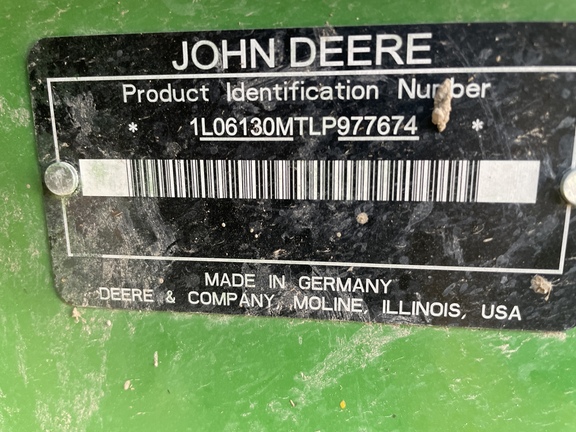 JOHN DEERE
Product Identification Number
* 1L06130MTLP977674 *
MADE IN GERMANY
DEERE & COMPANY, MOLINE, ILLINOIS, USA